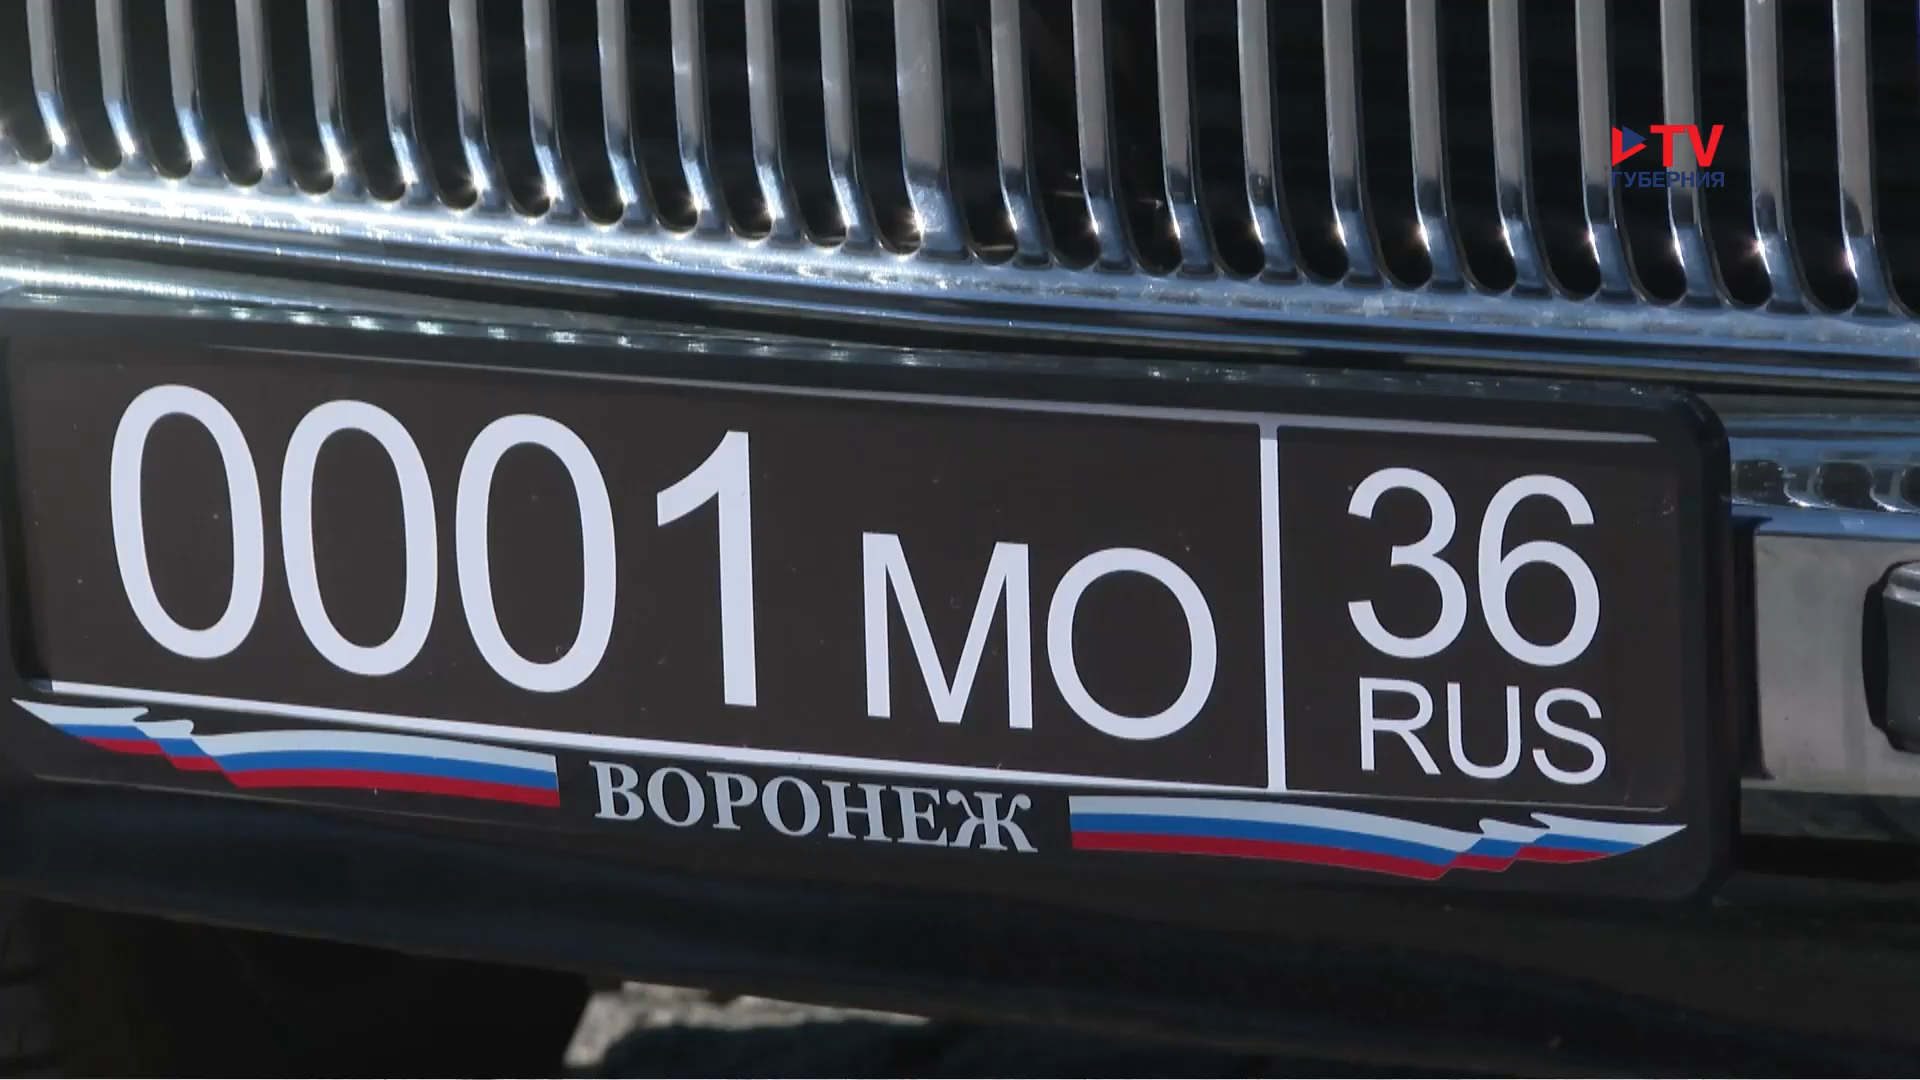 TV
ГУБЕРНИЯ
0001 МО 36
RUS
ВОРОНЕЖ